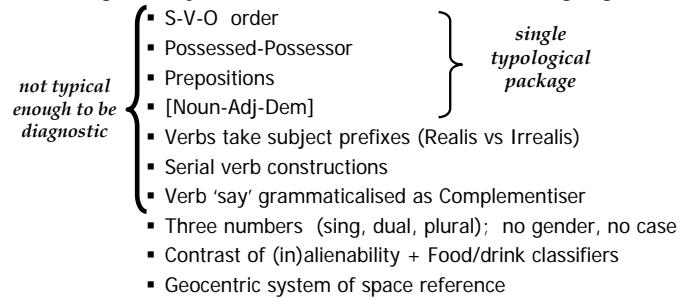 ▪ S-V-O order
▪ Possessed-Possessor
▪ Prepositions
▪ [Noun-Adj-Dem]
single
typological
package
▪ Verbs take subject prefixes (Realis vs Irrealis)
▪ Serial verb constructions
▪ Verb ‘say’ grammaticalised as Complementiser
not typical
enough to be
diagnostic
▪ Three numbers (sing, dual, plural); no gender, no case
▪ Contrast of (in)alienability + Food/drink classifiers
▪ Geocentric system of space reference